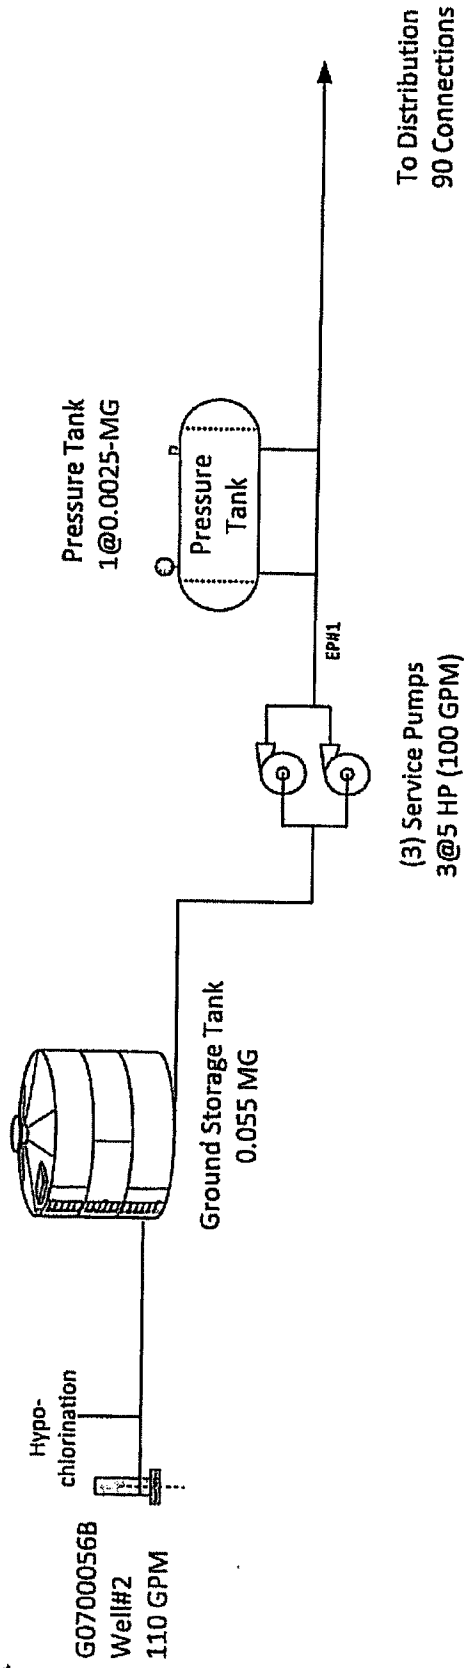 G0700056B
Well#2
110 GPM
Hypo-
chlorination
Ground Storage Tank
0.055 MG
(3) Service Pumps
3@5 HP (100 GPM)
EP#1
Pressure Tank
1@0.0025-MG
Pressure
Tank
To Distribution
90 Connections